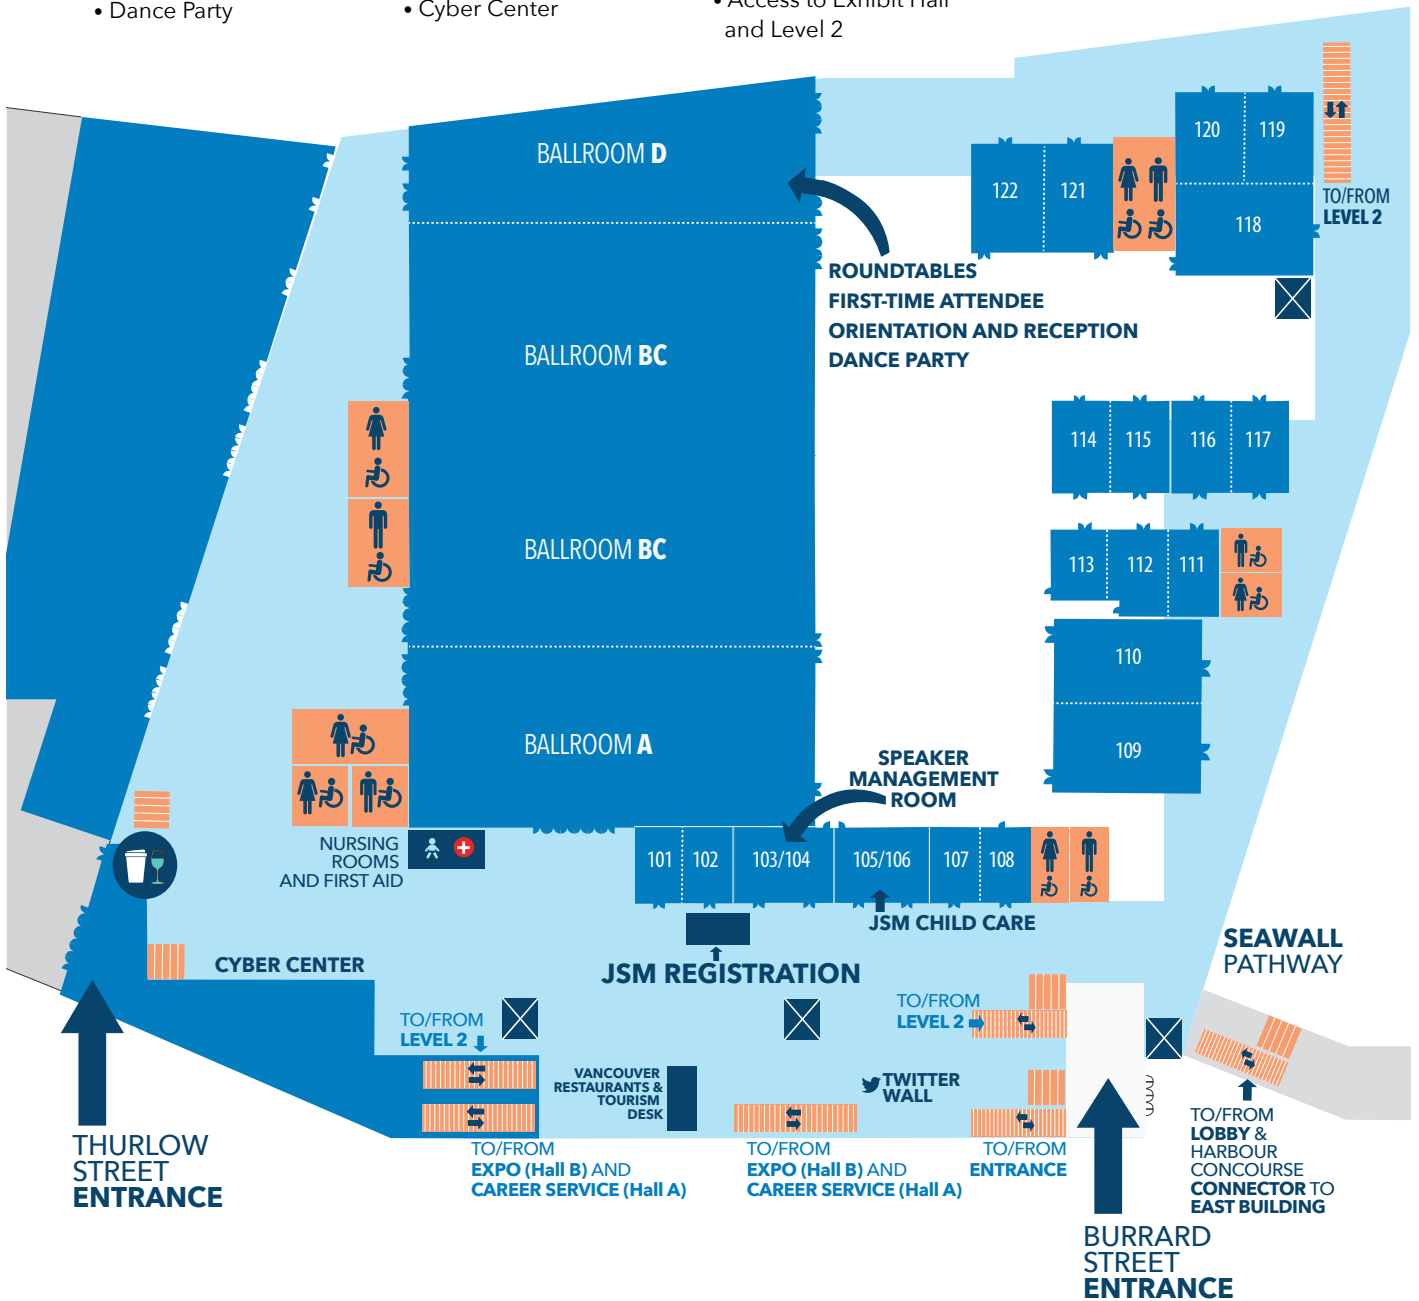 • Dance Party
• Cyber Center
• Access to Exhibit Hall
and Level 2
BALLROOM D
120
119
122
121
118
TO/FROM
LEVEL 2
ROUNDTABLES
FIRST-TIME ATTENDEE
ORIENTATION AND RECEPTION
DANCE PARTY
BALLROOM BC
114
115
116
117
BALLROOM BC
113
112
111
110
109
BALLROOM A
SPEAKER
MANAGEMENT
ROOM
NURSING
ROOMS
AND FIRST AID
101
102
103/104
105/106
107
108
JSM CHILD CARE
JSM REGISTRATION
CYBER CENTER
SEAWALL
PATHWAY
TO/FROM
LEVEL 2
TO/FROM
LEVEL 2
VANCOUVER
RESTAURANTS &
TOURISM
DESK
TWITTER
WALL
TO/FROM
EXPO (Hall B) AND
CAREER SERVICE (Hall A)
TO/FROM
EXPO (Hall B) AND
CAREER SERVICE (Hall A)
TO/FROM
ENTRANCE
TO/FROM
LOBBY &
HARBOUR
CONCOURSE
CONNECTOR TO
EAST BUILDING
THURLOW
STREET
ENTRANCE
BURRARD
STREET
ENTRANCE